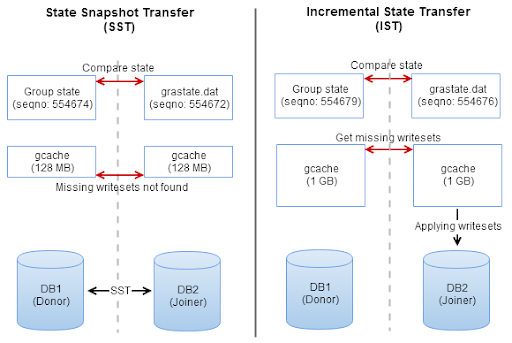 State Snapshot Transfer
(SST)
Compare state
Group state
(seqno: 554674)
grastate.dat
(seqno: 554672)
gcache
(128 MB)
gcache
(128 MB)
Missing writesets not found
DB1
(Donor)
SST
DB2
(Joiner)
Incremental State Transfer
(IST)
Compare state
Group state
(seqno: 554679)
grastate.dat
(seqno: 554676)
Get missing writesets
gcache
(1 GB)
gcache
(1 GB)
Applying writesets
DB1
(Donor)
DB2
(Joiner)